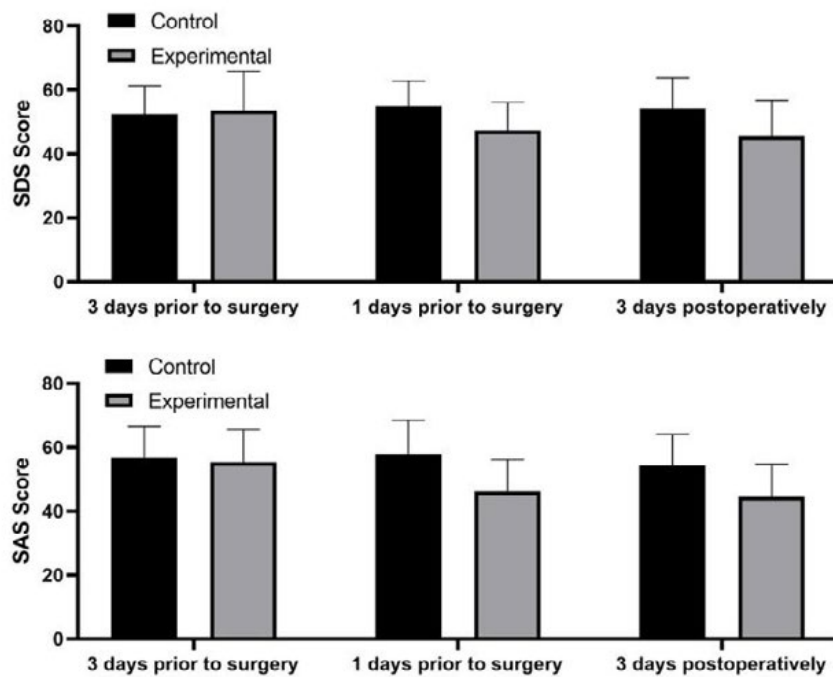 80
Control
Experimental
60
40
20
0
SDS Score
3 days prior to surgery
1 days prior to surgery
3 days postoperatively
Control
80
Experimental
60
40
20
0
SAS Score
3 days prior to surgery
1 days prior to surgery
3 days postoperatively